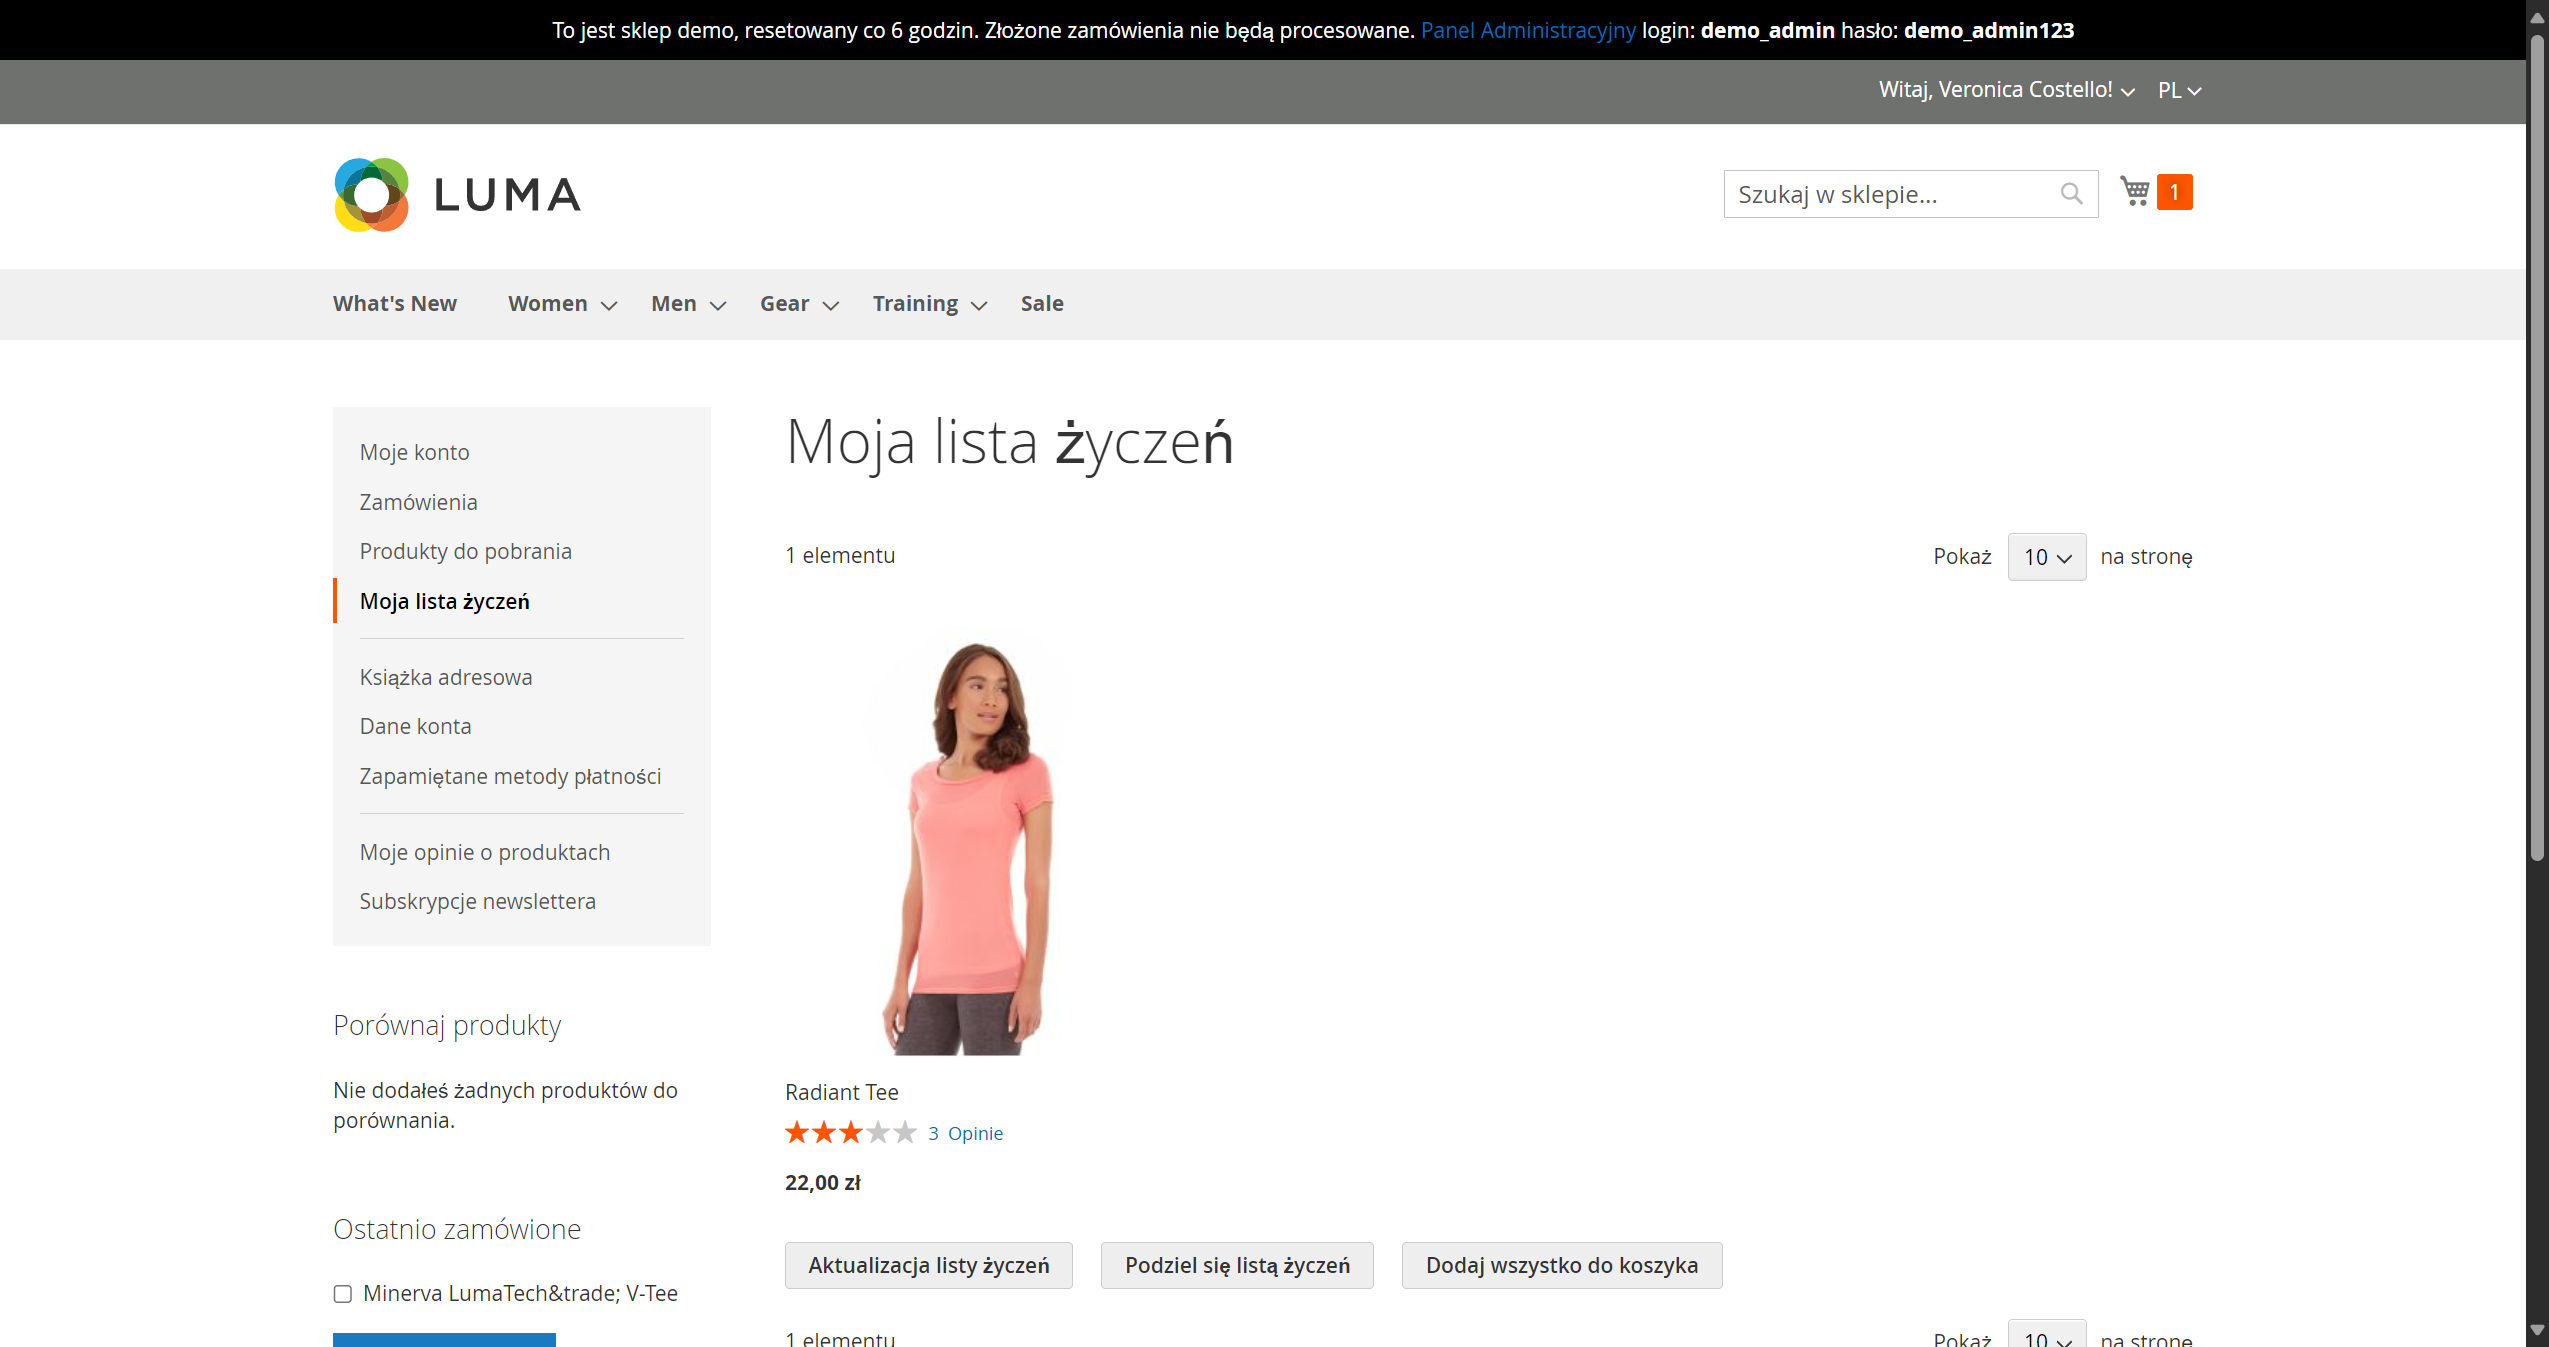 To jest sklep demo, resetowany co 6 godzin. Złożone zamówienia nie będą procesowane. Panel Administracyjny login: demo_admin hasło: demo_admin123
Witaj, Veronica Costello! PL
LUMA
Szukaj w sklepie...
1
What's New Women Men Gear Training Sale
Moje konto
Zamówienia
Produkty do pobrania
Moja lista życzeń
Książka adresowa
Dane konta
Zapamiętane metody płatności
Moje opinie o produktach
Subskrypcje newslettera
Porównaj produkty
Nie dodałeś żadnych produktów do
porównania.
Ostatnio zamówione
Minerva LumaTech&trade; V-Tee
Moja lista życzeń
1 elementu
Pokaż 10 na stronę
Radiant Tee
3 Opinie
22,00 zł
Aktualizacja listy życzeń
Podziel się listą życzeń
Dodaj wszystko do koszyka
1 elementu
Pokaż 10 na stronę